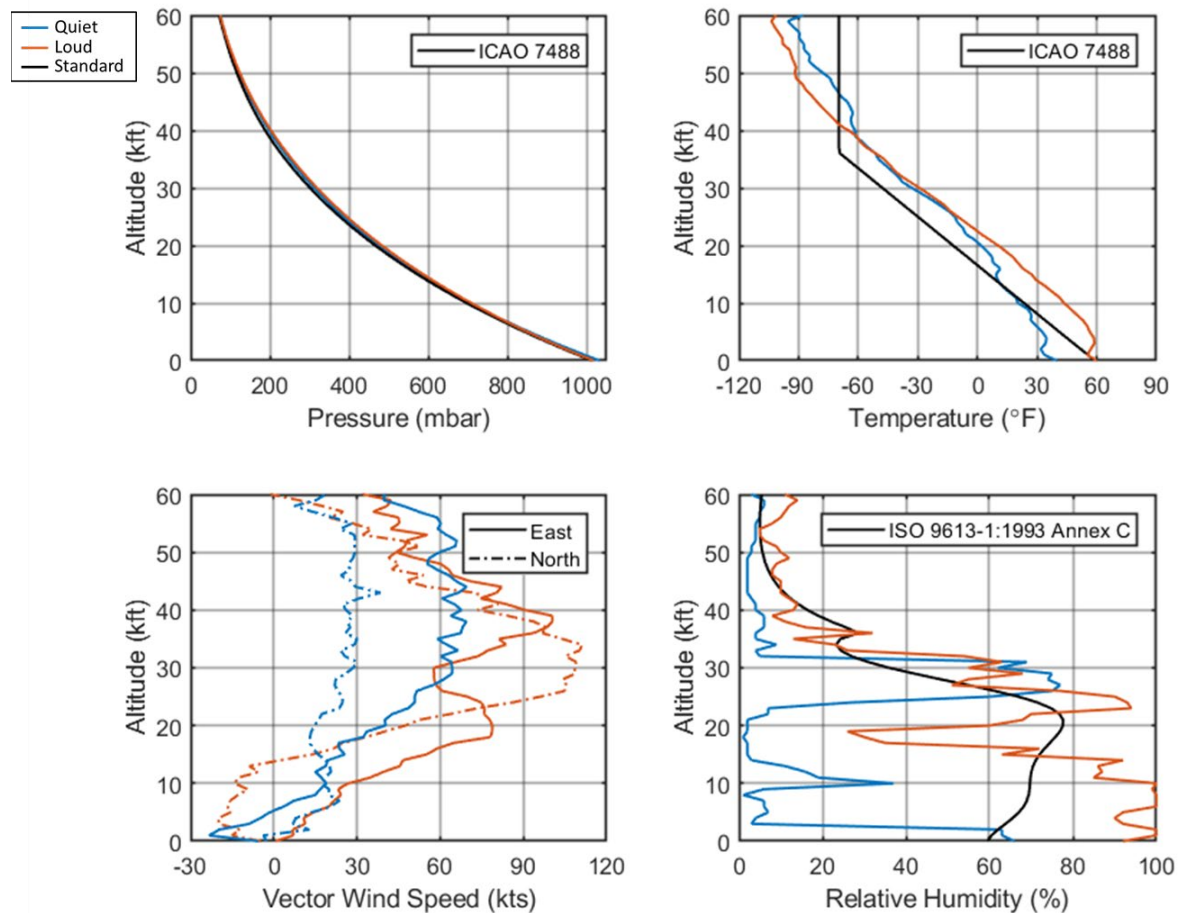 Quiet
Loud
Standard
60
50
40
30
20
10
0
Altitude (kft)
ICAO 7488
0 200 400 600 800 1000
Pressure (mbar)
60
50
40
30
20
10
0
Altitude (kft)
ICAO 7488
-120 -90 -60 -30 0 30 60 90
Temperature (°F)
60
50
40
30
20
10
0
Altitude (kft)
East
North
-30 0 30 60 90 120
Vector Wind Speed (kts)
60
50
40
30
20
10
0
Altitude (kft)
ISO 9613-1:1993 Annex C
0 20 40 60 80 100
Relative Humidity (%)